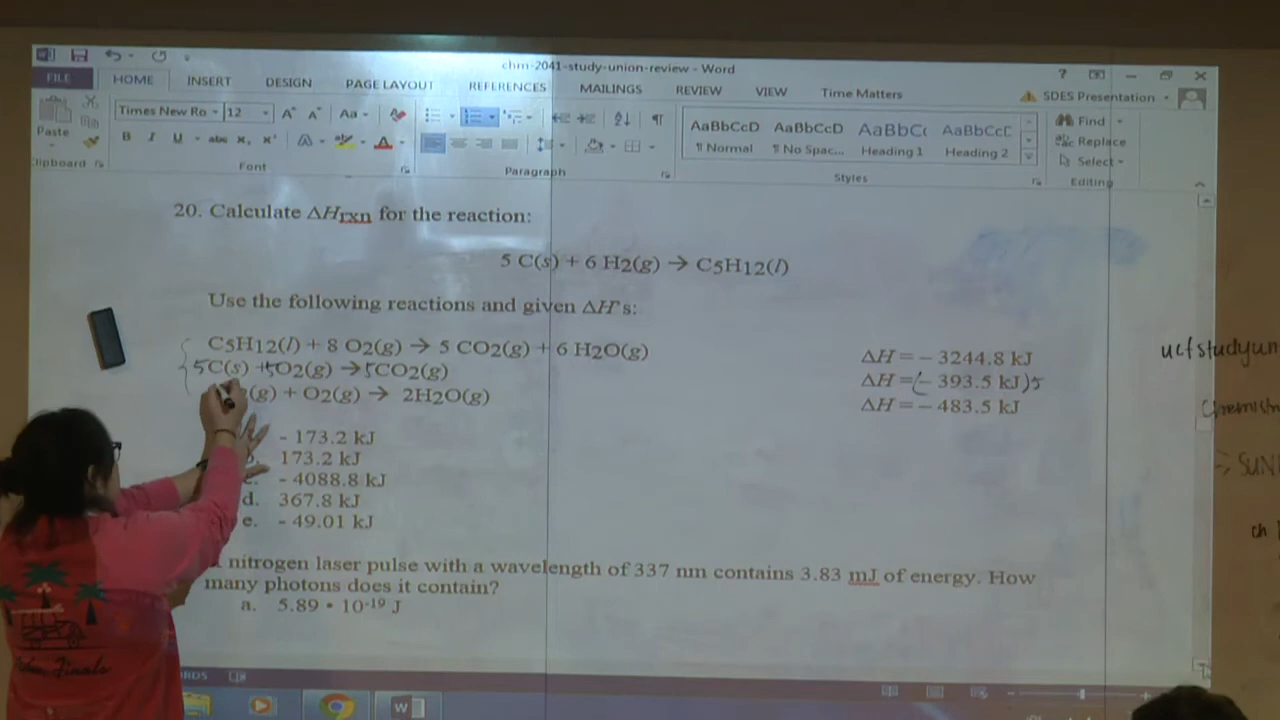 chm-2041-study-union-review - Word
FILE HOME INSERT DESIGN PAGE LAYOUT REFERENCES MAILINGS REVIEW VIEW Time Matters SDES Presentation
Times New Ro 12
Paste
Clipboard Font Paragraph Styles Editing
AaBbCcD AaBbCcD AaBbC AaBbCcC
¶ Normal ¶ No Spac... Heading 1 Heading 2
Find
Replace
Select
20. Calculate ΔHrxn for the reaction:
5 C(s) + 6 H2(g) → C5H12(l)
Use the following reactions and given ΔH's:
C5H12(l) + 8 O2(g) → 5 CO2(g) + 6 H2O(g) ΔH = - 3244.8 kJ
5C(s) + 5O2(g) → 5CO2(g) ΔH = (- 393.5 kJ)5
(g) + O2(g) → 2H2O(g) ΔH = - 483.5 kJ
- 173.2 kJ
173.2 kJ
- 4088.8 kJ
d. 367.8 kJ
e. - 49.01 kJ
nitrogen laser pulse with a wavelength of 337 nm contains 3.83 mJ of energy. How
many photons does it contain?
a. 5.89 • 10-19 J
ucfstudyun
Chemist
SUN
ch